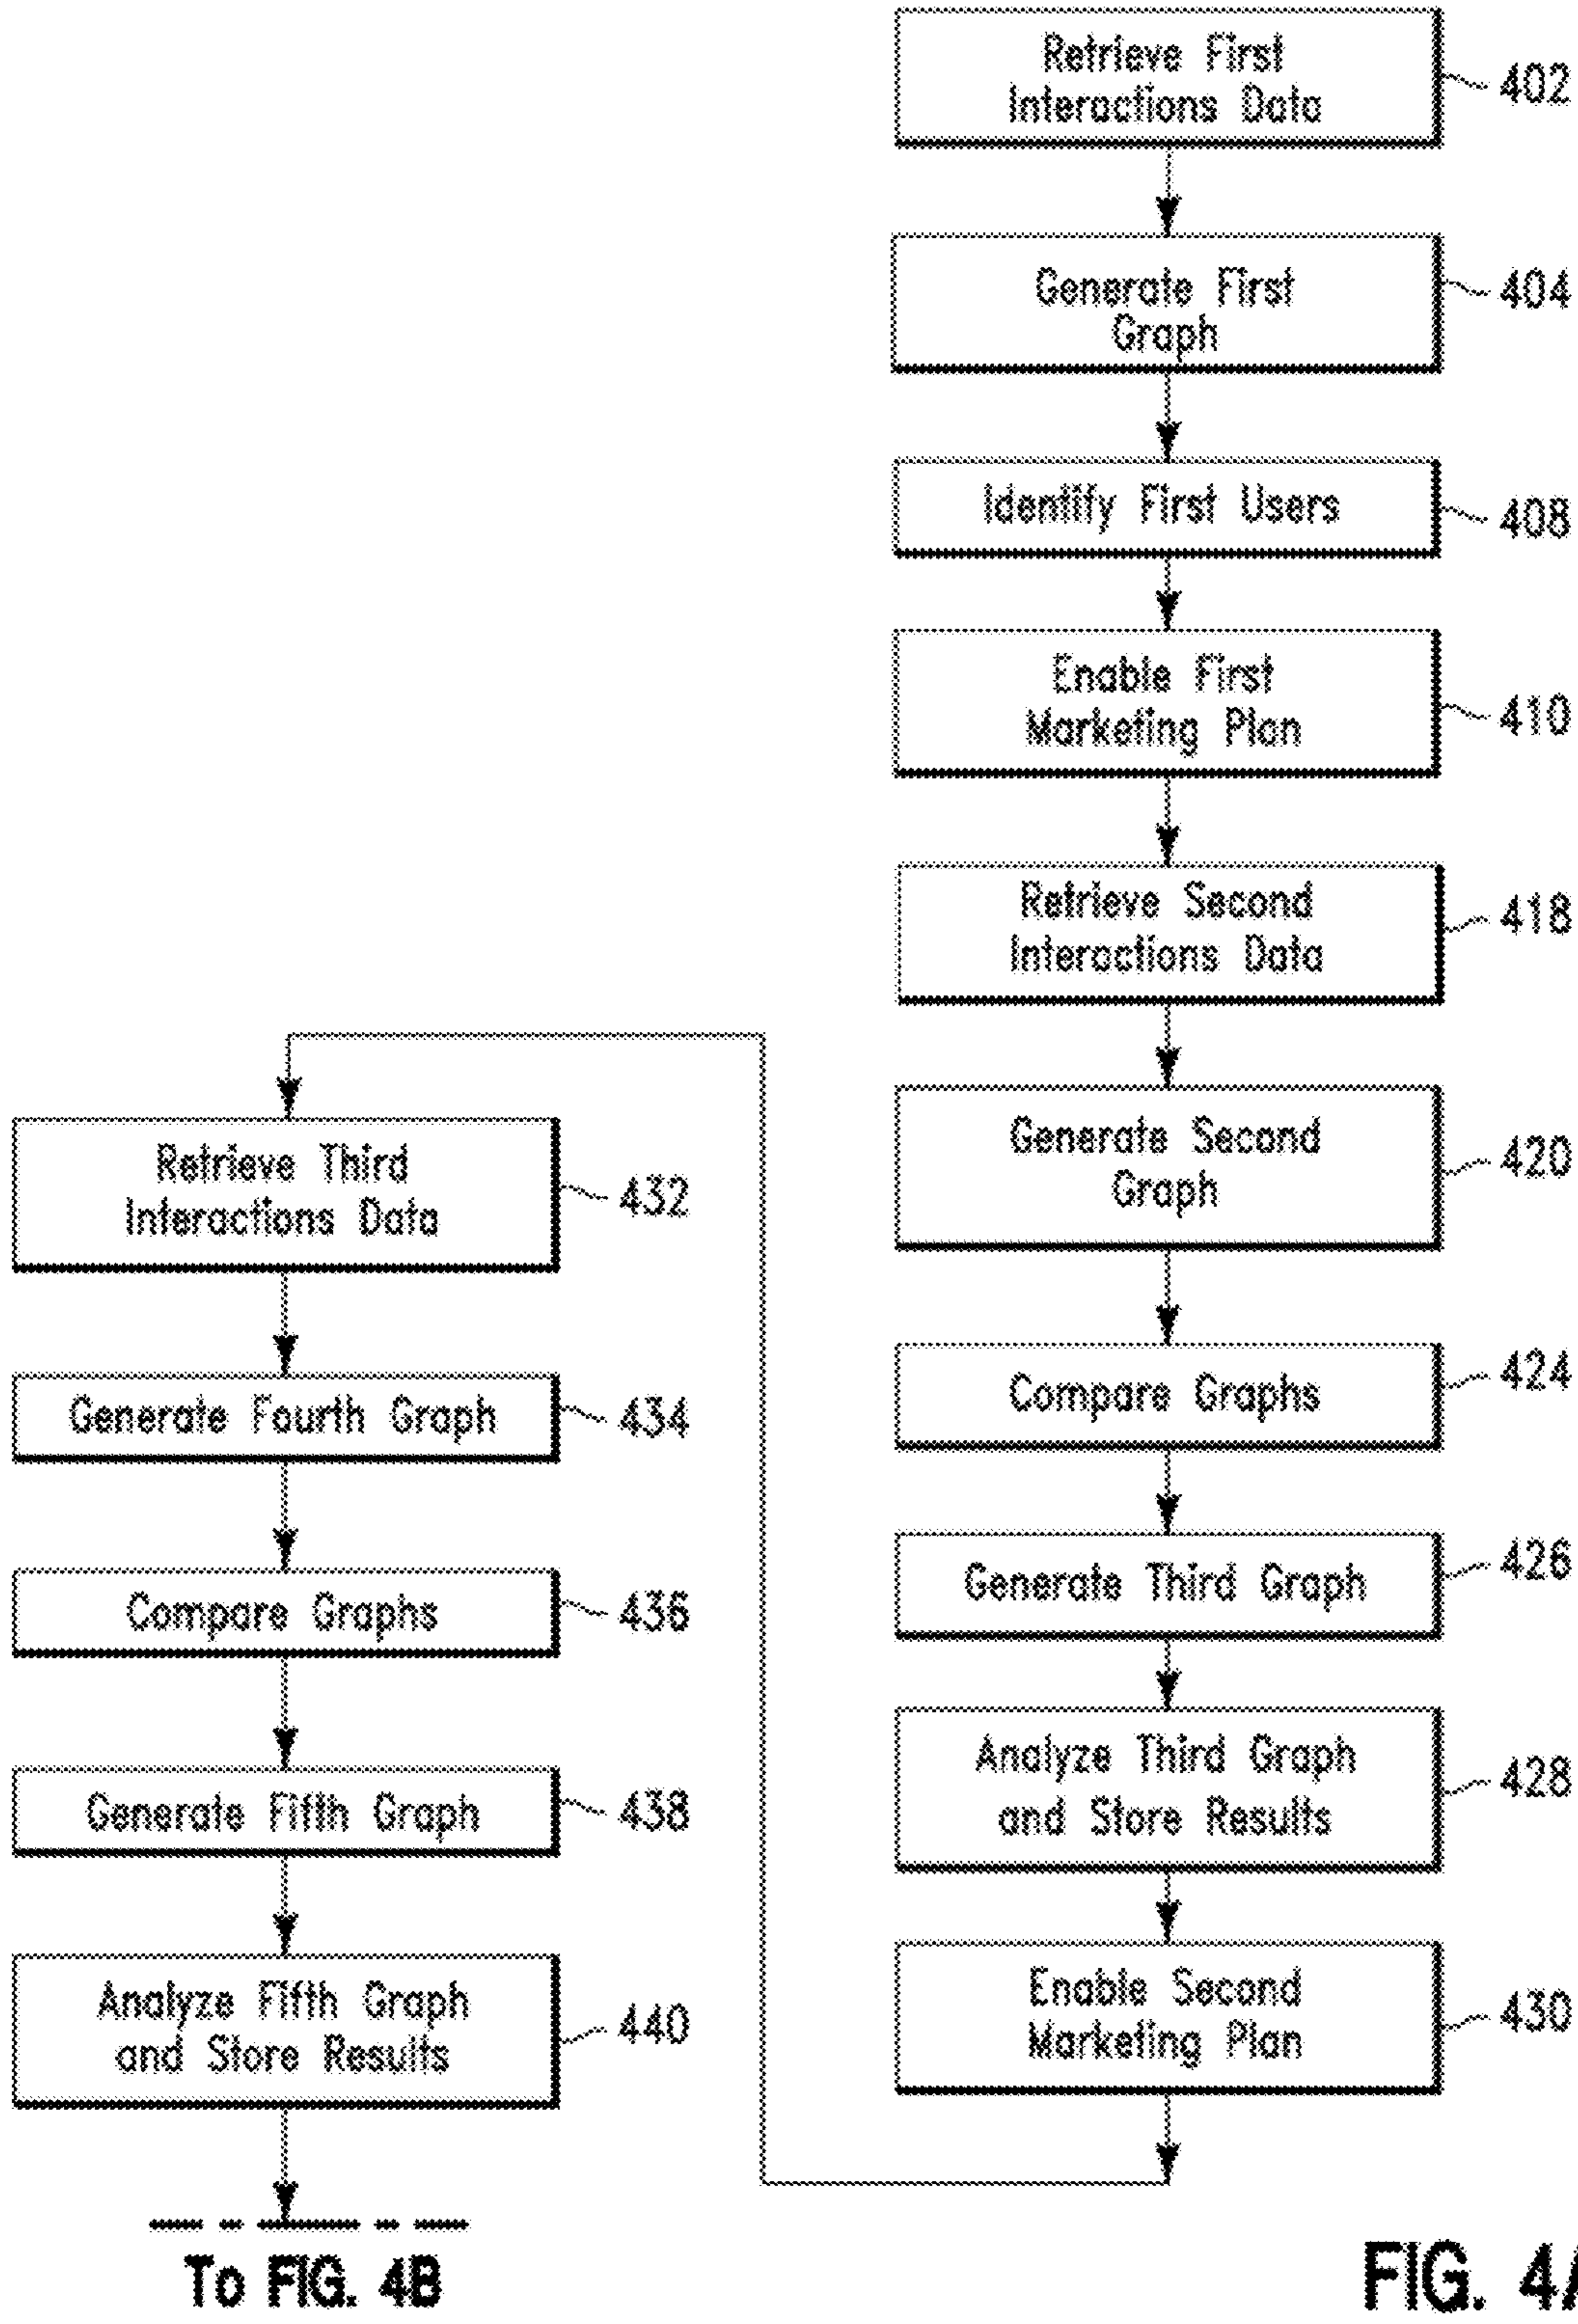 Retrieve First
Interactions Data
402
Generate First
Graph
404
Identify First Users
408
Enable First
Marketing Plan
410
Retrieve Second
Interactions Data
418
Generate Second
Graph
420
Compare Graphs
424
Generate Third Graph
426
Analyze Third Graph
and Store Results
428
Enable Second
Marketing Plan
430
Retrieve Third
Interactions Data
432
Generate Fourth Graph
434
Compare Graphs
436
Generate Fifth Graph
438
Analyze Fifth Graph
and Store Results
440
To FIG. 4B
FIG. 4A